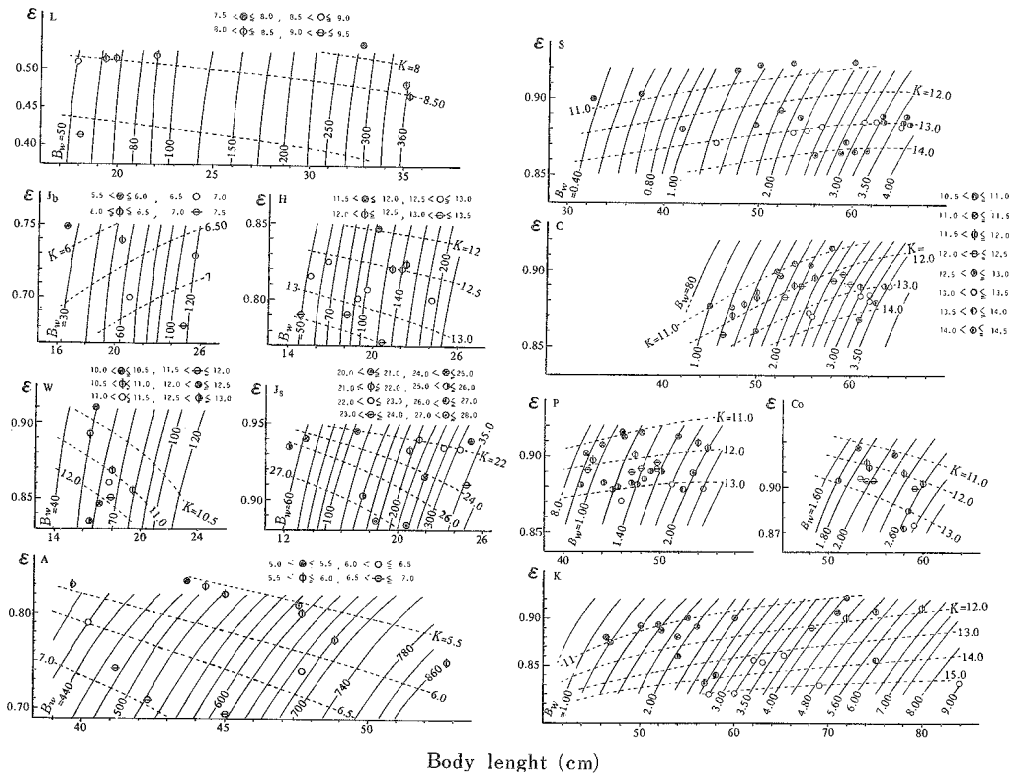 ε L
7.5 < ⊗ ≦ 8.0 , 8.5 < ○ ≦ 9.0
8.0 < ⦶ ≦ 8.5 , 9.0 < ⊖ ≦ 9.5
0.50
0.45
0.40
K=8
8.50
Bw=50
80
100
150
200
250
300
360
20 25 30 35
ε S
0.90
0.85
11.0
K=12.0
13.0
14.0
Bw=0.40
0.80
1.00
2.00
3.00
3.50
4.00
30 40 50 60
10.5 < ≦ 11.0
11.0 < ≦ 11.5
11.5 < ≦ 12.0
12.0 < ≦ 12.5
12.5 < ≦ 13.0
13.0 < ○ ≦ 13.5
13.5 < ≦ 14.0
14.0 < ≦ 14.5
ε Jb
5.5 < ≦ 6.0 6.5 < ○ ≦ 7.0
6.0 < ≦ 6.5, 7.0 < ⊖ ≦ 7.5
0.75
0.70
K=6
6.50
7
Bw=30
60
100
120
16 20 24 26
ε H
11.5 < ≦ 12.0, 12.5 < ○ ≦ 13.0
12.0 < ≦ 12.5, 13.0 < ⊖ ≦ 13.5
0.85
0.80
K=12
12.5
13
13.0
Bw=50
70
100
140
200
15 20 25
ε C
0.90
0.85
Bw=80
K=12.0
13.0
14.0
K=11.0
1.00
2.00
3.00
3.50
40 50 60 70
ε W
10.0 < ≦ 10.5, 11.5 < ≦ 12.0
10.5 < ≦ 11.0, 12.0 < ≦ 12.5
11.0 < ○ ≦ 11.5, 12.5 < ≦ 13.0
0.90
0.85
12.0
11.0
K=10.5
Bw=40
70
100
120
16 20 24
ε Js
20.0 < ≦ 21.0, 24.0 < ≦ 25.0
21.0 < ≦ 22.0, 25.0 < ≦ 26.0
22.0 < ○ ≦ 23.0, 26.0 < ≦ 27.0
23.0 < ⊖ ≦ 24.0, 27.0 < ≦ 28.0
0.95
0.90
27.0
35.0
K=22
24.0
26.0
Bw=60
100
200
300
12 15 20 25
ε P
0.90
0.85
K=11.0
12.0
13.0
8.0
Bw=1.00
1.40
2.00
40 50 60
Co
0.90
0.87
K=11.0
12.0
13.0
Bw=1.60
1.80
2.00
2.60
50 60
ε A
5.0 < ≦ 5.5, 6.0 < ○ ≦ 6.5
5.5 < ≦ 6.0, 6.5 < ⊖ ≦ 7.0
0.80
0.70
7.0
K=5.5
6.0
6.5
Bw=440
500
600
700
740
780
860
40 45 50
ε K
0.90
0.85
11
K=12.0
13.0
14.0
15.0
Bw=1.00
2.00
3.00
3.50
4.00
4.80
5.60
6.00
7.00
8.00
9.00
50 60 70 80
Body lenght (cm)